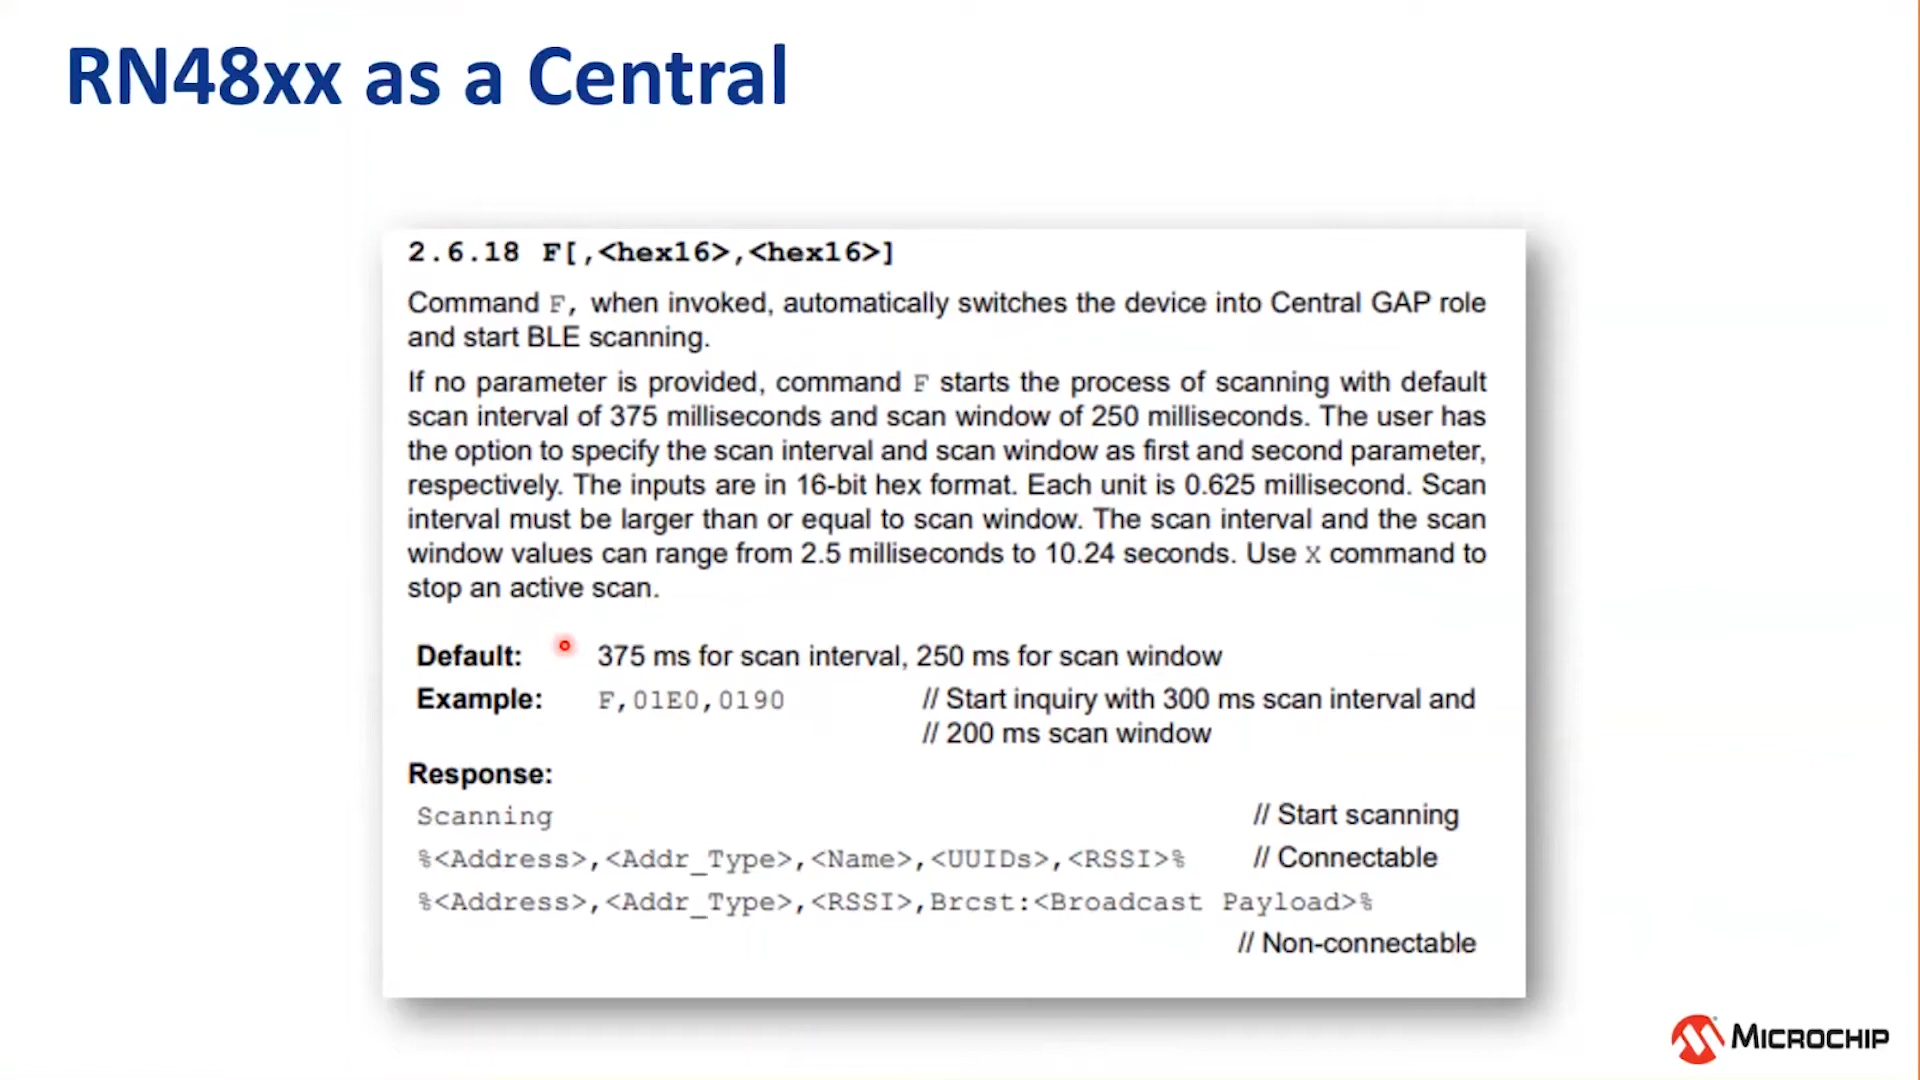 RN48xx as a Central
2.6.18 F[,<hex16>,<hex16>]
Command F, when invoked, automatically switches the device into Central GAP role
and start BLE scanning.
If no parameter is provided, command F starts the process of scanning with default
scan interval of 375 milliseconds and scan window of 250 milliseconds. The user has
the option to specify the scan interval and scan window as first and second parameter,
respectively. The inputs are in 16-bit hex format. Each unit is 0.625 millisecond. Scan
interval must be larger than or equal to scan window. The scan interval and the scan
window values can range from 2.5 milliseconds to 10.24 seconds. Use X command to
stop an active scan.
Default: 375 ms for scan interval, 250 ms for scan window
Example: F,01E0,0190 // Start inquiry with 300 ms scan interval and
// 200 ms scan window
Response:
Scanning // Start scanning
%<Address>,<Addr_Type>,<Name>,<UUIDs>,<RSSI>% // Connectable
%<Address>,<Addr_Type>,<RSSI>,Brcst:<Broadcast Payload>%
// Non-connectable
MICROCHIP